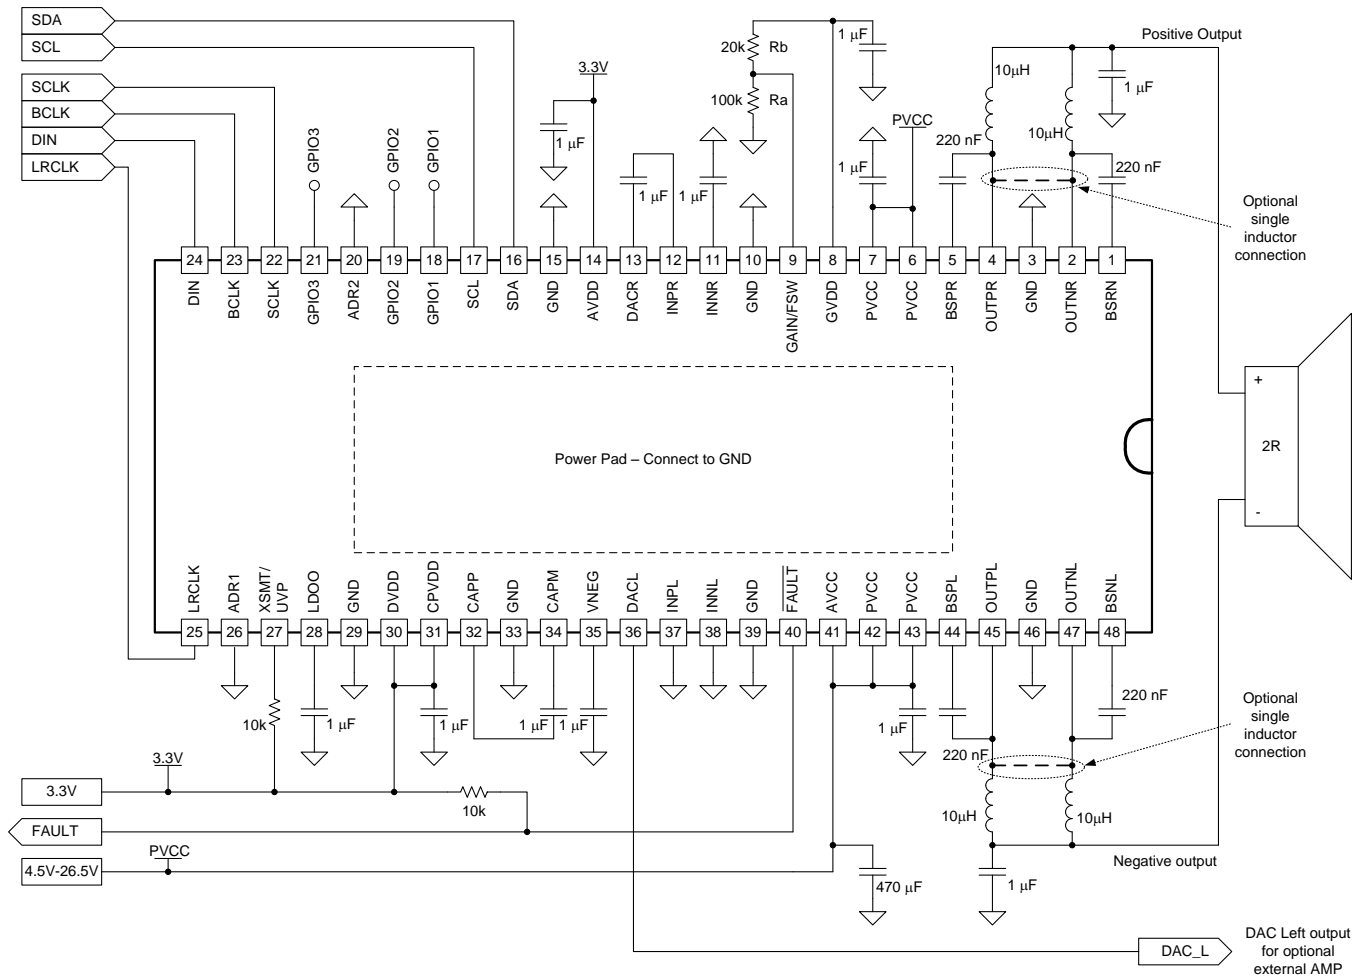 SDA
SCL
SCLK
BCLK
DIN
LRCLK
GPIO3
GPIO2
GPIO1
3.3V
1 µF
1 µF
1 µF
20k
Rb
100k
Ra
1 µF
1 µF
PVCC
220 nF
10µH
10µH
220 nF
1 µF
Positive Output
Optional
single
inductor
connection
24
23
22
21
20
19
18
17
16
15
14
13
12
11
10
9
8
7
6
5
4
3
2
1
DIN
BCLK
SCLK
GPIO3
ADR2
GPIO2
GPIO1
SCL
SDA
GND
AVDD
DACR
INPR
INNR
GND
GAIN/FSW
GVDD
PVCC
PVCC
BSPR
OUTPR
GND
OUTNR
BSRN
Power Pad – Connect to GND
+
2R
-
LRCLK
ADR1
XSMT/
UVP
LDOO
GND
DVDD
CPVDD
CAPP
GND
CAPM
VNEG
DACL
INPL
INNL
GND
FAULT
AVCC
PVCC
PVCC
BSPL
OUTPL
GND
OUTNL
BSNL
25
26
27
28
29
30
31
32
33
34
35
36
37
38
39
40
41
42
43
44
45
46
47
48
10k
1 µF
1 µF
1 µF
1 µF
1 µF
220 nF
220 nF
Optional
single
inductor
connection
3.3V
3.3V
10k
10µH
10µH
FAULT
PVCC
4.5V-26.5V
Negative output
470 µF
1 µF
DAC_L
DAC Left output
for optional
external AMP